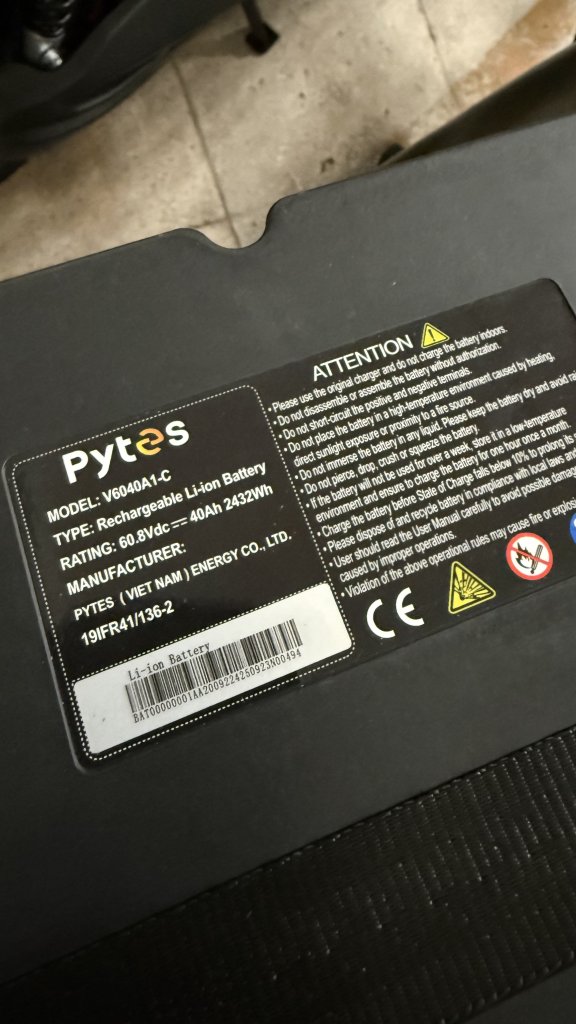 Pytes
MODEL: V6040A1-C
TYPE: Rechargeable Li-ion Battery
RATING: 60.8Vdc ⎓ 40Ah 2432Wh
MANUFACTURER:
PYTES (VIET NAM) ENERGY CO., LTD.
19IFR41/136-2
Li-ion Battery
BAT00000001AA2009224250923N00494
ATTENTION
• Please use the original charger and do not charge the battery indoors.
• Do not disassemble or assemble the battery without authorization.
• Do not short-circuit the positive and negative terminals.
• Do not place the battery in a high-temperature environment caused by heating,
direct sunlight exposure or proximity to a fire source.
• Do not immerse the battery in any liquid. Please keep the battery dry and avoid
• Do not pierce, drop, crush or squeeze the battery.
• If the battery will not be used for over a week, store it in a low-temperature
environment and ensure to charge the battery for one hour once a month.
• Charge the battery before State of Charge falls below 10% to prolong its
• Please dispose of and recycle battery in compliance with local laws and
• User should read the User Manual carefully to avoid possible
caused by improper operations.
• Violation of the above operational rules may cause fire or
CE